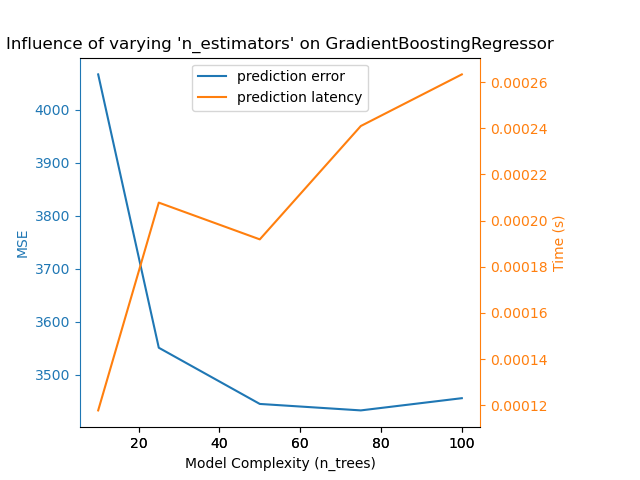 Influence of varying 'n_estimators' on GradientBoostingRegressor
prediction error
prediction latency
4000
3900
3800
3700
3600
3500
MSE
0.00026
0.00024
0.00022
0.00020
0.00018
0.00016
0.00014
0.00012
Time (s)
20 40 60 80 100
Model Complexity (n_trees)